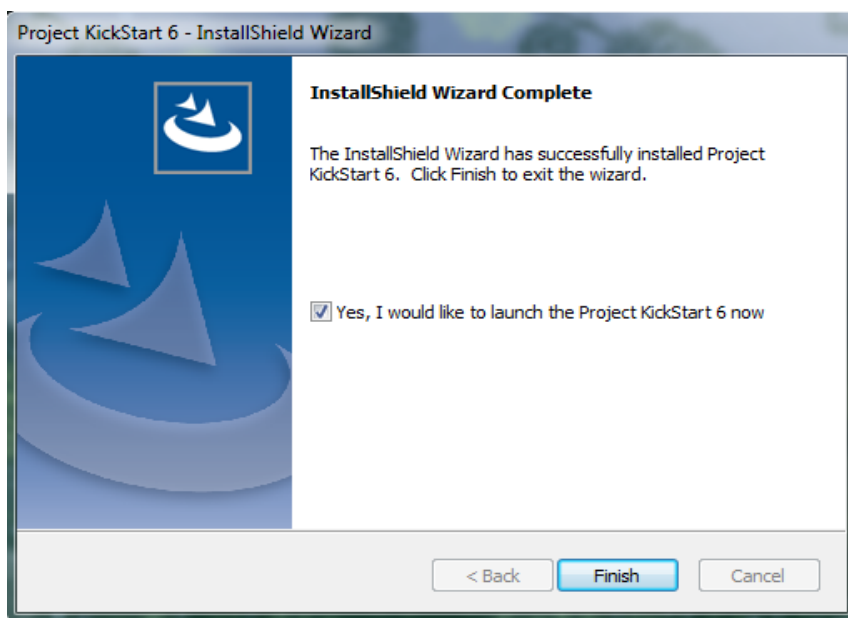 Project KickStart 6 - InstallShield Wizard
InstallShield Wizard Complete
The InstallShield Wizard has successfully installed Project
KickStart 6.  Click Finish to exit the wizard.
Yes, I would like to launch the Project KickStart 6 now
< Back
Finish
Cancel